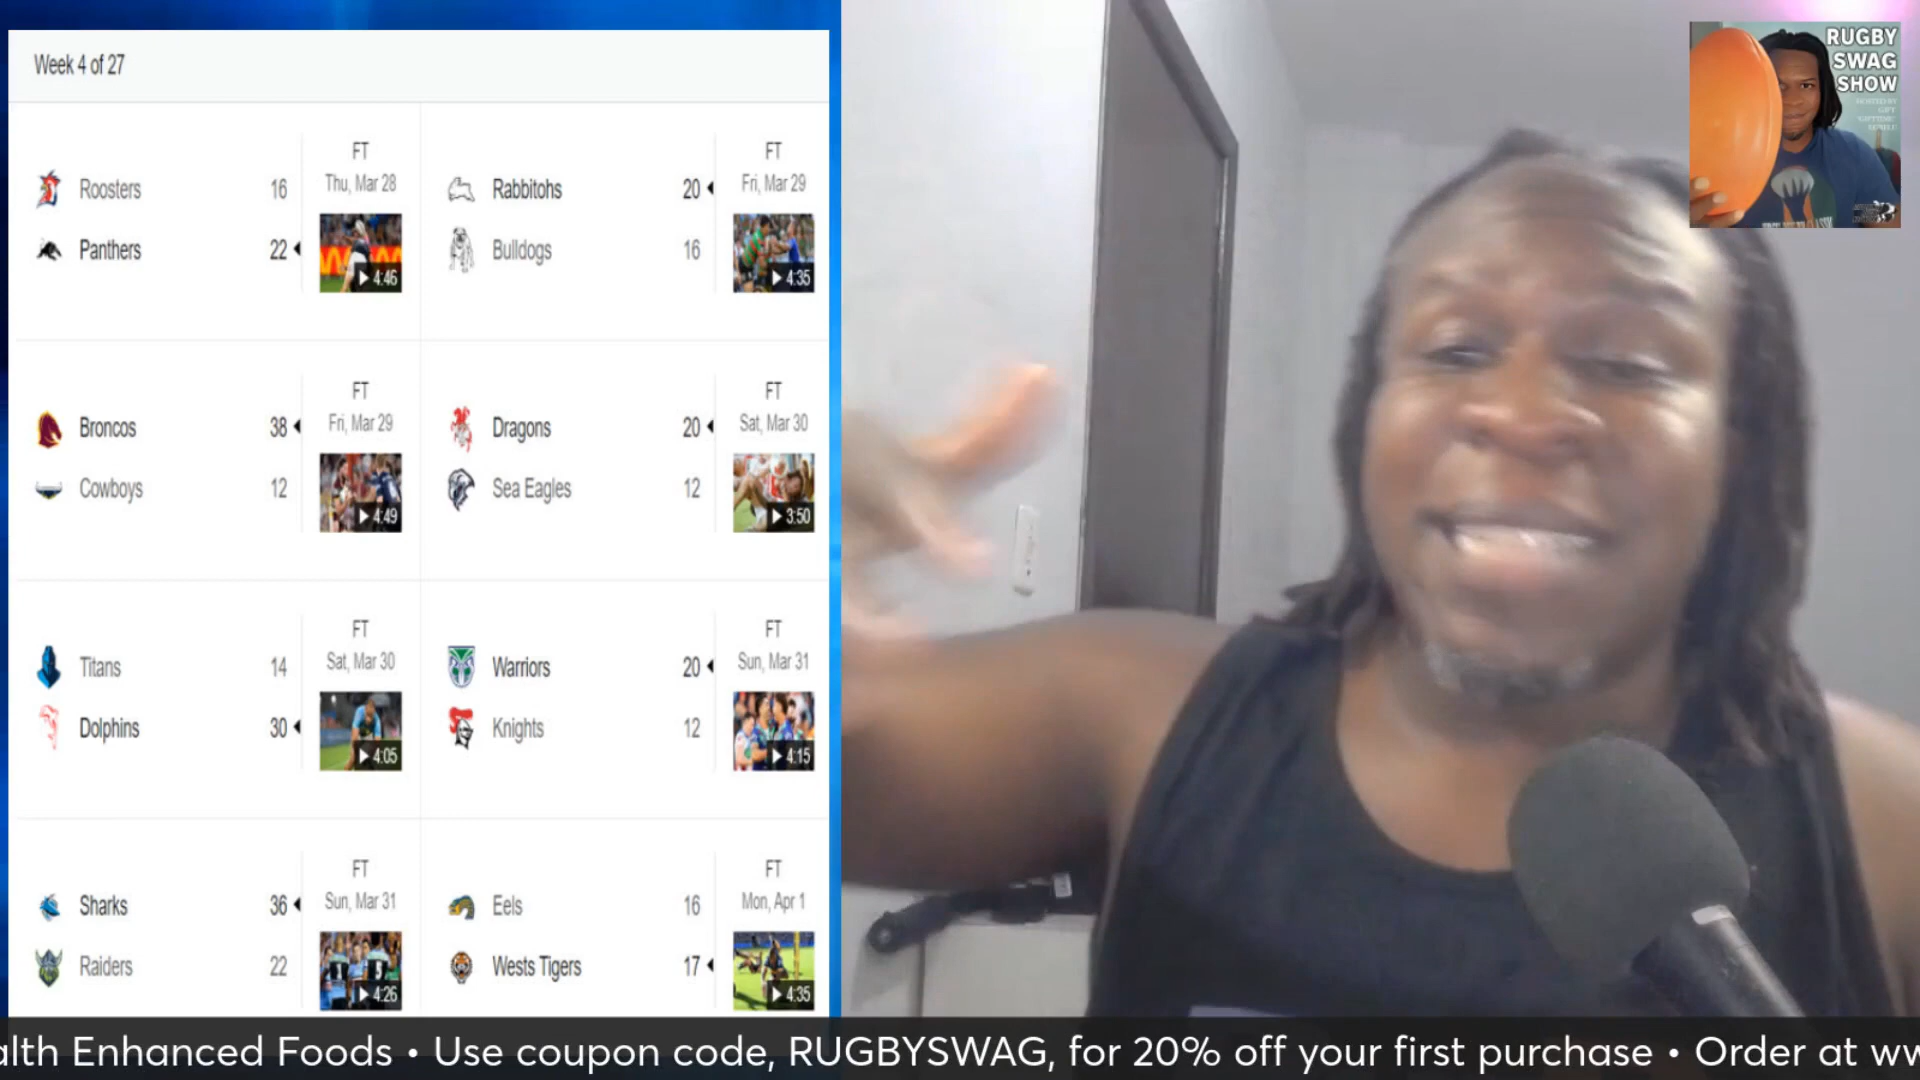 Week 4 of 27
FT
Thu, Mar 28
Roosters 16
Panthers 22
4:46
FT
Fri, Mar 29
Rabbitohs 20
Bulldogs 16
4:35
FT
Fri, Mar 29
Broncos 38
Cowboys 12
4:49
FT
Sat, Mar 30
Dragons 20
Sea Eagles 12
3:50
FT
Sat, Mar 30
Titans 14
Dolphins 30
4:05
FT
Sun, Mar 31
Warriors 20
Knights 12
4:15
FT
Sun, Mar 31
Sharks 36
Raiders 22
4:26
FT
Mon, Apr 1
Eels 16
Wests Tigers 17
4:35
RUGBY
SWAG
SHOW
HOSTED BY
alth Enhanced Foods • Use coupon code, RUGBYSWAG, for 20% off your first purchase • Order at ww